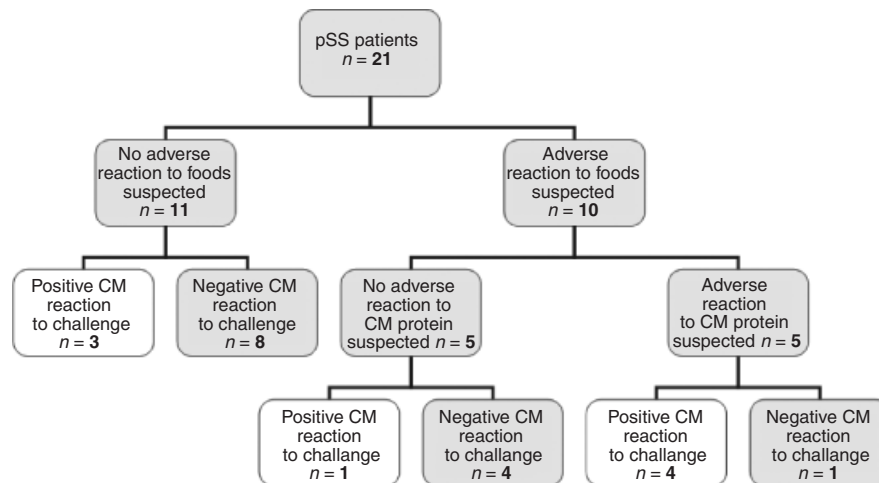 pSS patients
n = 21
No adverse
reaction to foods
suspected
n = 11
Adverse
reaction to foods
suspected
n = 10
Positive CM
reaction
to challenge
n = 3
Negative CM
reaction
to challenge
n = 8
No adverse
reaction to
CM protein
suspected n = 5
Adverse
reaction
to CM protein
suspected n = 5
Positive CM
reaction
to challange
n = 1
Negative CM
reaction
to challange
n = 4
Positive CM
reaction
to challange
n = 4
Negative CM
reaction
to challange
n = 1